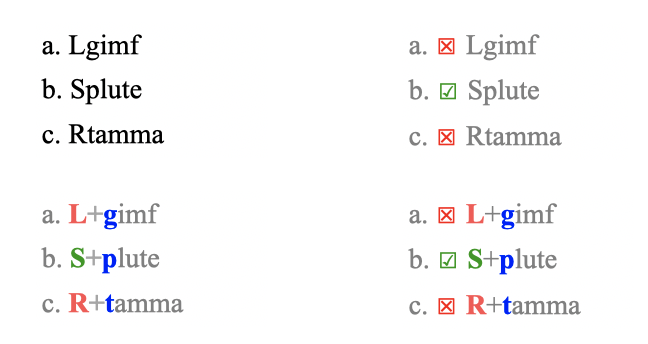 a. Lgimf
b. Splute
c. Rtamma
a. ☒ Lgimf
b. ☑ Splute
c. ☒ Rtamma
a. L+gimf
b. S+plute
c. R+tamma
a. ☒ L+gimf
b. ☑ S+plute
c. ☒ R+tamma